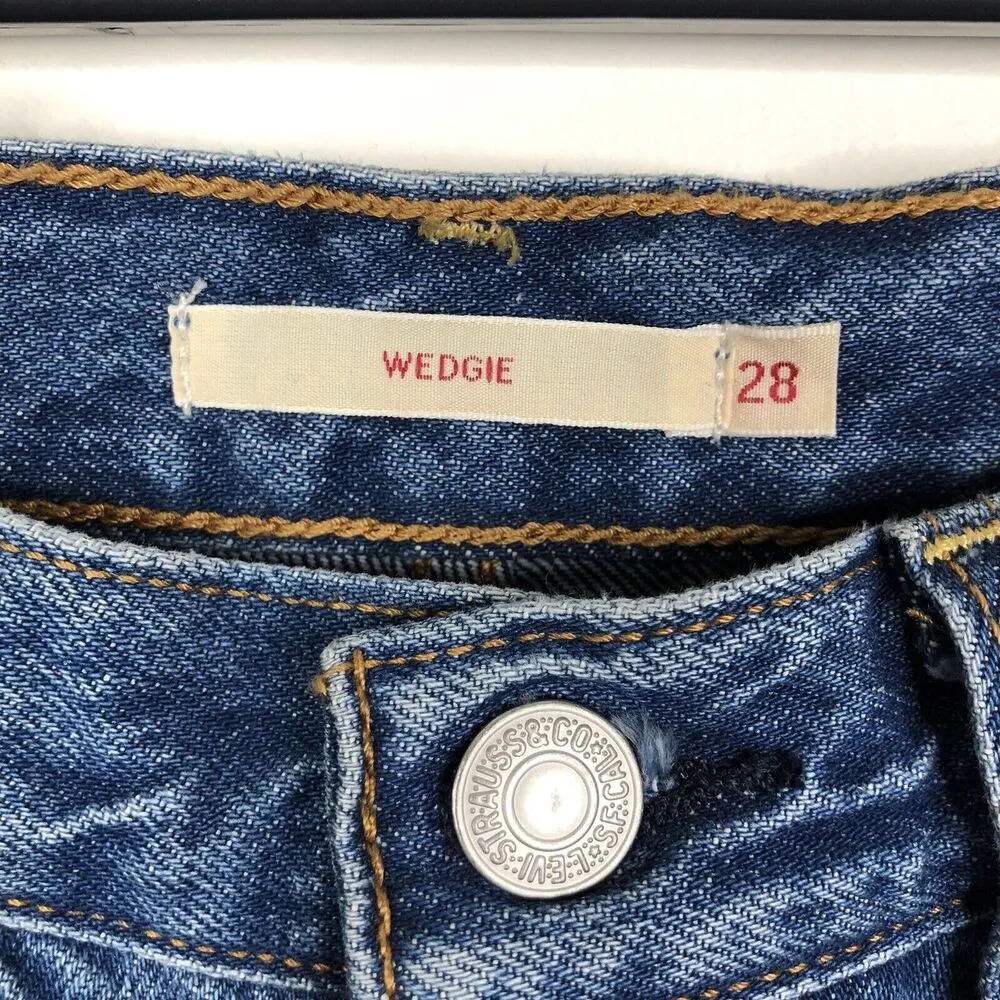 WEDGIE
28
LEVI STRAUSS & CO ★ S.F. CAL ★